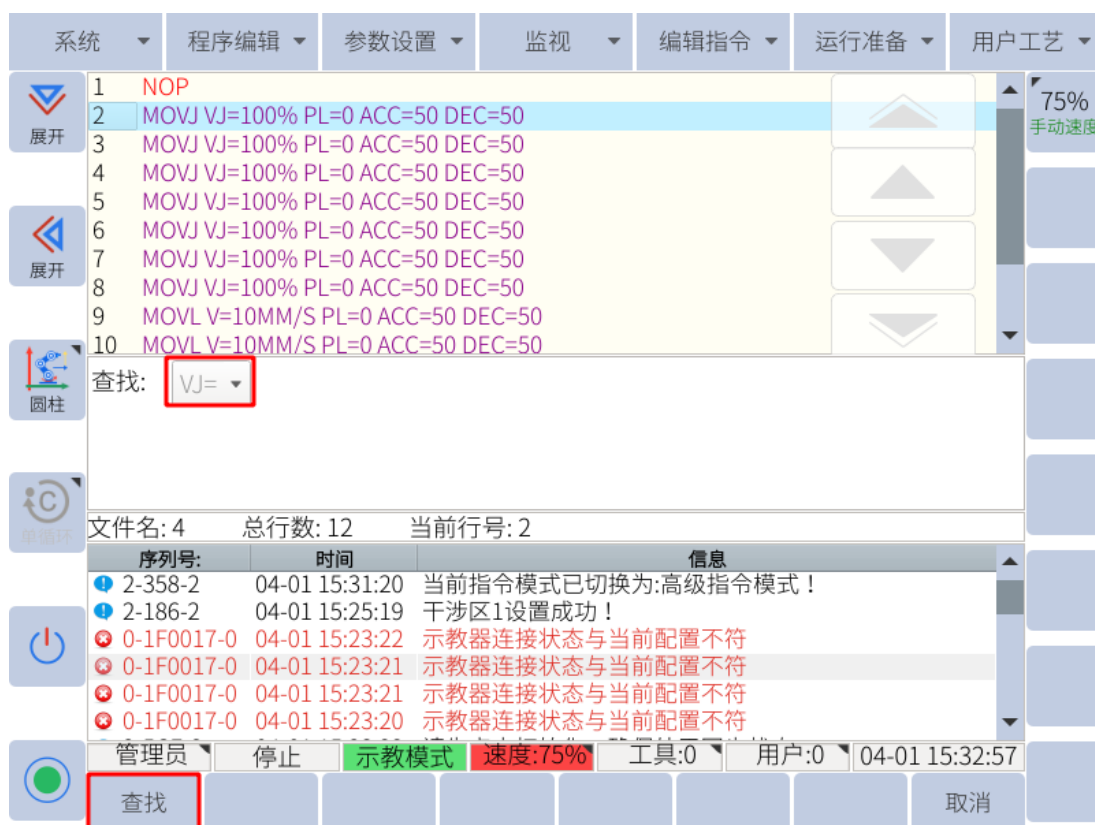 系统 程序编辑 参数设置 监视 编辑指令 运行准备 用户工艺
展开
展开
圆柱
单循环
1 NOP
2 MOVJ VJ=100% PL=0 ACC=50 DEC=50
3 MOVJ VJ=100% PL=0 ACC=50 DEC=50
4 MOVJ VJ=100% PL=0 ACC=50 DEC=50
5 MOVJ VJ=100% PL=0 ACC=50 DEC=50
6 MOVJ VJ=100% PL=0 ACC=50 DEC=50
7 MOVJ VJ=100% PL=0 ACC=50 DEC=50
8 MOVJ VJ=100% PL=0 ACC=50 DEC=50
9 MOVL V=10MM/S PL=0 ACC=50 DEC=50
10 MOVL V=10MM/S PL=0 ACC=50 DEC=50
75%
手动速度
查找: VJ=
文件名: 4 总行数: 12 当前行号: 2
序列号: 时间 信息
2-358-2 04-01 15:31:20 当前指令模式已切换为:高级指令模式！
2-186-2 04-01 15:25:19 干涉区1设置成功！
0-1F0017-0 04-01 15:23:22 示教器连接状态与当前配置不符
0-1F0017-0 04-01 15:23:21 示教器连接状态与当前配置不符
0-1F0017-0 04-01 15:23:21 示教器连接状态与当前配置不符
0-1F0017-0 04-01 15:23:20 示教器连接状态与当前配置不符
管理员 停止 示教模式 速度:75% 工具:0 用户:0 04-01 15:32:57
查找 取消